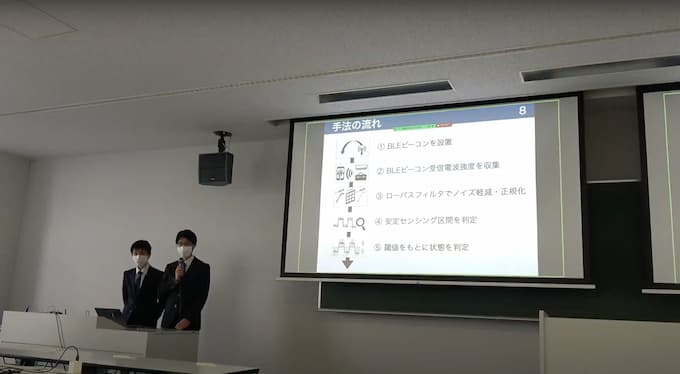 手法の流れ
8
① BLEビーコンを設置
② BLEビーコン受信電波強度を収集
③ ローパスフィルタでノイズ軽減・正規化
④ 安定センシング区間を判定
⑤ 閾値をもとに状態を判定